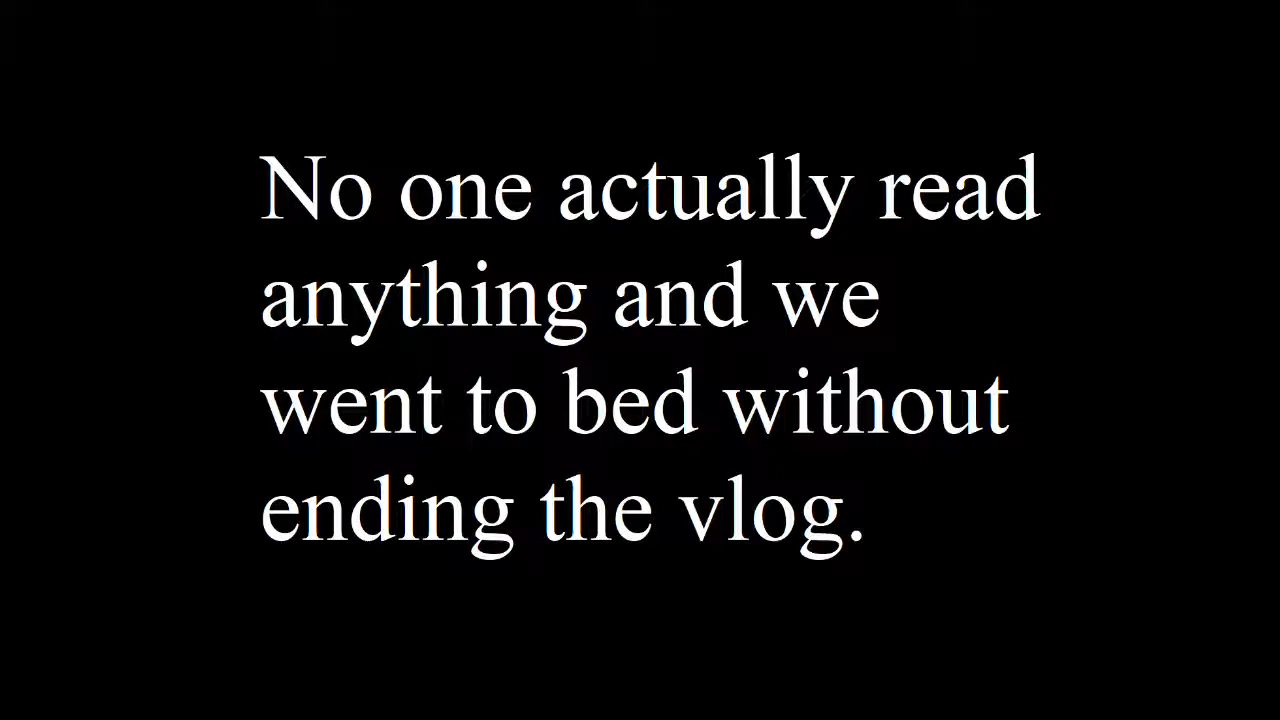 No one actually read
anything and we
went to bed without
ending the vlog.